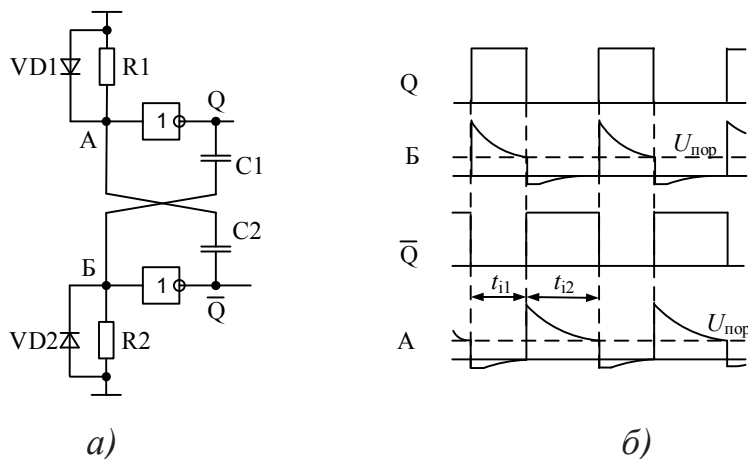 VD1
R1
1
Q
А
C1
C2
Б
1
Q̅
VD2
R2
а)
Q
Б
Uпор
Q̅
ti1
ti2
А
Uпор
б)